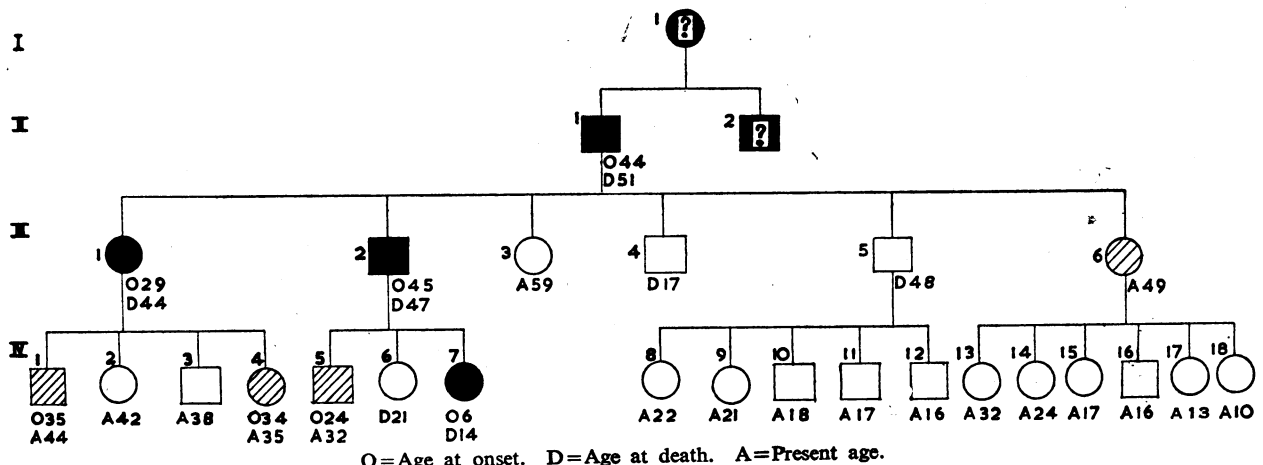 I
1 ?
II
1 2 ?
O44
D51
III
1 2 3 4 5 6
O29 O45 A59 D17 D48 A49
D44 D47
IV
1 2 3 4 5 6 7 8 9 10 11 12 13 14 15 16 17 18
O35 A42 A38 O34 O24 D21 O6 A22 A21 A18 A17 A16 A32 A24 A17 A16 A13 A10
A44 A35 A32 D14
O=Age at onset. D=Age at death. A=Present age.